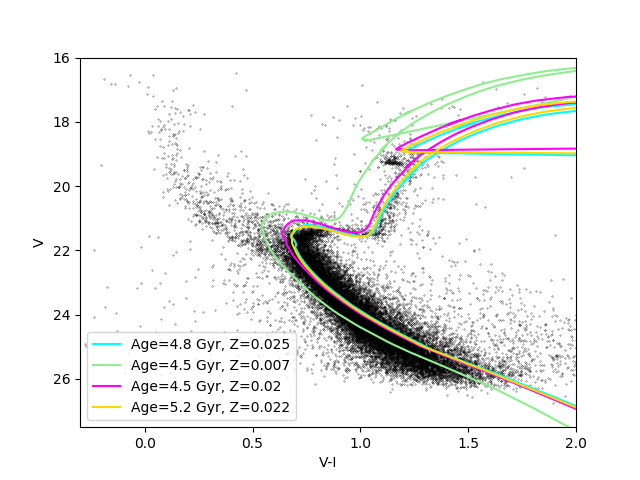 16
18
20
22
24
26
V
Age=4.8 Gyr, Z=0.025
Age=4.5 Gyr, Z=0.007
Age=4.5 Gyr, Z=0.02
Age=5.2 Gyr, Z=0.022
0.0 0.5 1.0 1.5 2.0
V-I